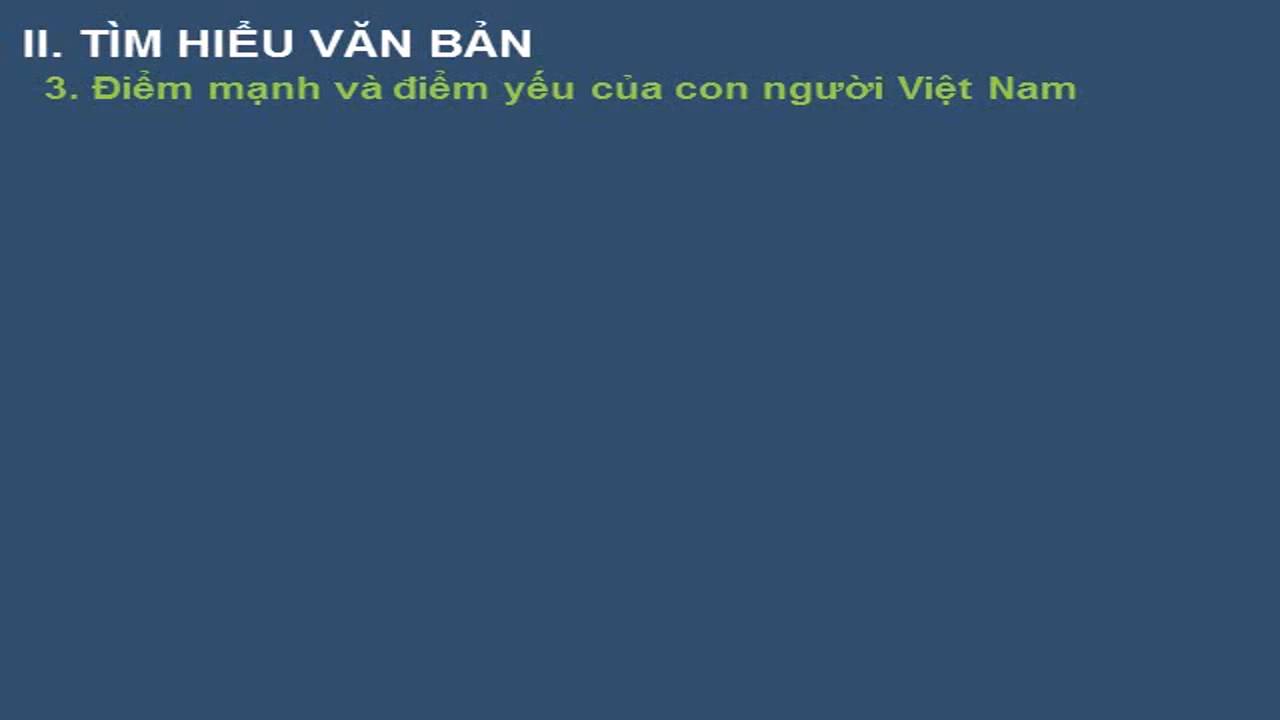 II. TÌM HIỂU VĂN BẢN
3. Điểm mạnh và điểm yếu của con người Việt Nam